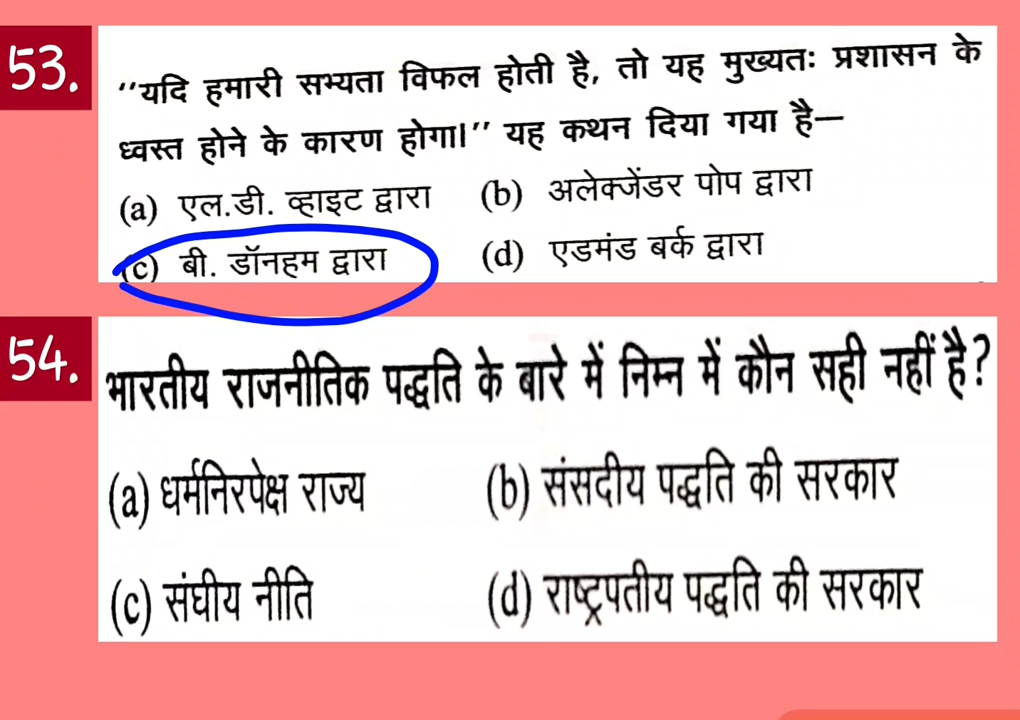 53.
"यदि हमारी सभ्यता विफल होती है, तो यह मुख्यतः प्रशासन के
ध्वस्त होने के कारण होगा।" यह कथन दिया गया है—
(a) एल.डी. व्हाइट द्वारा (b) अलेक्जेंडर पोप द्वारा
(c) बी. डॉनहम द्वारा (d) एडमंड बर्क द्वारा
54.
भारतीय राजनीतिक पद्धति के बारे में निम्न में कौन सही नहीं है?
(a) धर्मनिरपेक्ष राज्य (b) संसदीय पद्धति की सरकार
(c) संघीय नीति (d) राष्ट्रपतीय पद्धति की सरकार